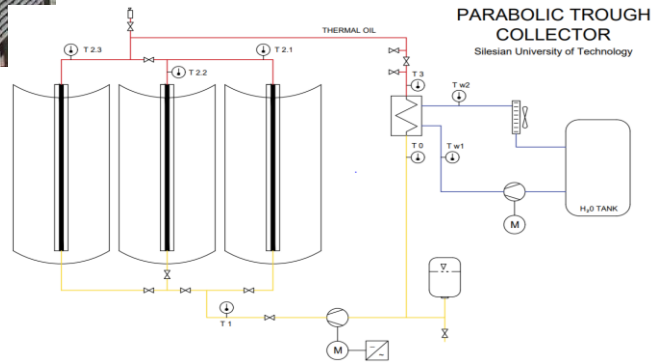 PARABOLIC TROUGH
COLLECTOR
Silesian University of Technology
THERMAL OIL
T 2.3
T 2.1
T 2.2
T 3
T w2
T 0
T w1
H₂0 TANK
M
T 1
M